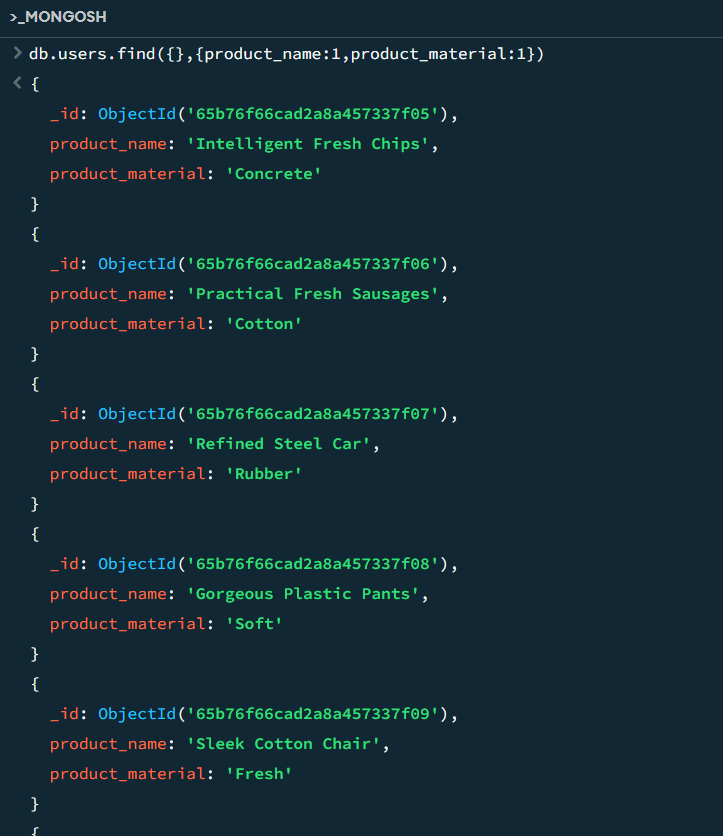 >_MONGOSH
> db.users.find({},{product_name:1,product_material:1})
< {
_id: ObjectId('65b76f66cad2a8a457337f05'),
product_name: 'Intelligent Fresh Chips',
product_material: 'Concrete'
}
{
_id: ObjectId('65b76f66cad2a8a457337f06'),
product_name: 'Practical Fresh Sausages',
product_material: 'Cotton'
}
{
_id: ObjectId('65b76f66cad2a8a457337f07'),
product_name: 'Refined Steel Car',
product_material: 'Rubber'
}
{
_id: ObjectId('65b76f66cad2a8a457337f08'),
product_name: 'Gorgeous Plastic Pants',
product_material: 'Soft'
}
{
_id: ObjectId('65b76f66cad2a8a457337f09'),
product_name: 'Sleek Cotton Chair',
product_material: 'Fresh'
}
{